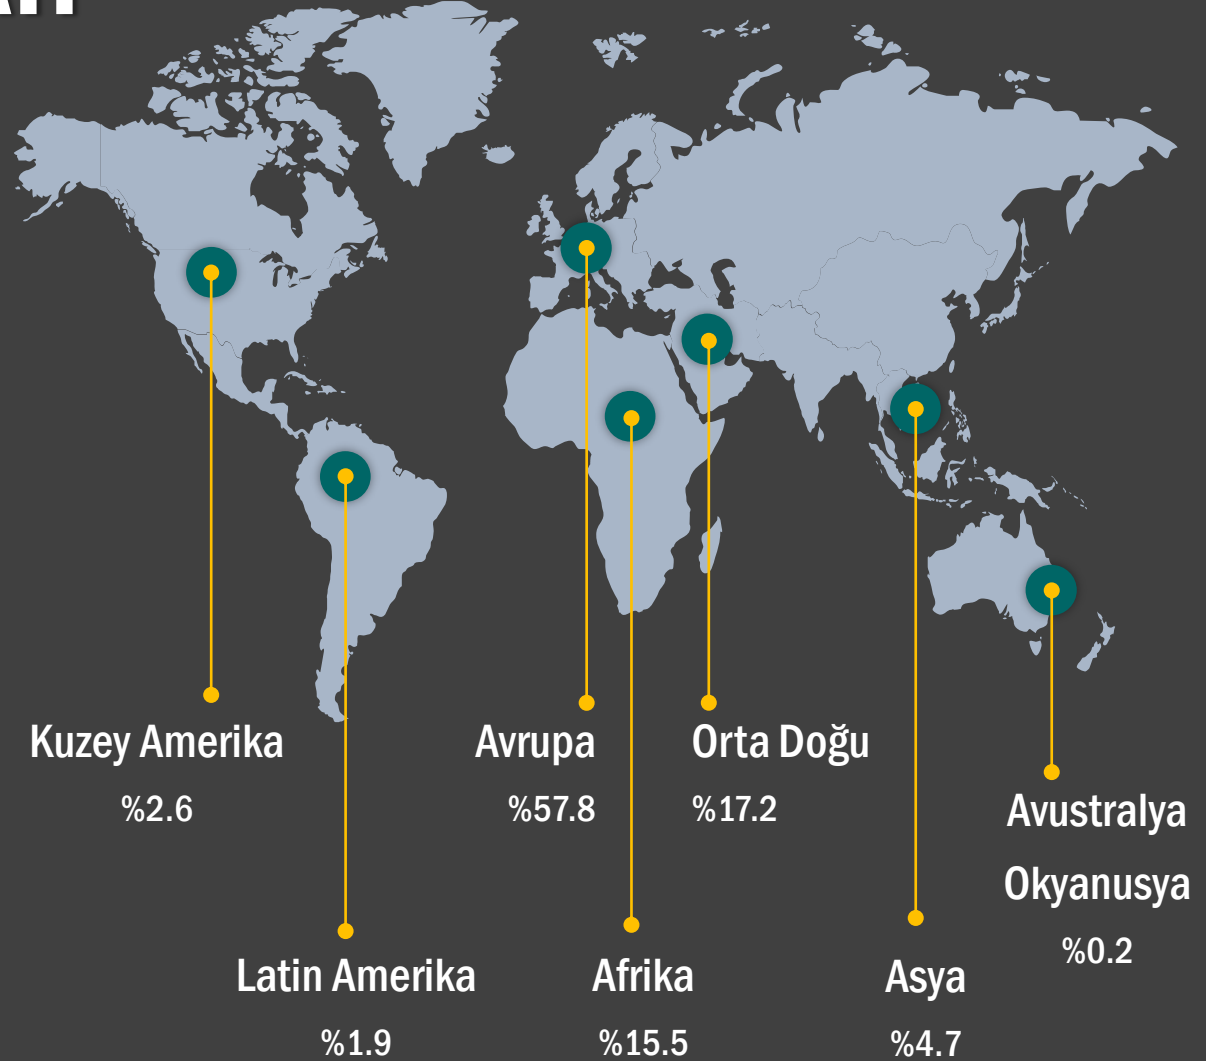 Kuzey Amerika
%2.6
Avrupa
%57.8
Orta Doğu
%17.2
Avustralya
Okyanusya
%0.2
Latin Amerika
%1.9
Afrika
%15.5
Asya
%4.7